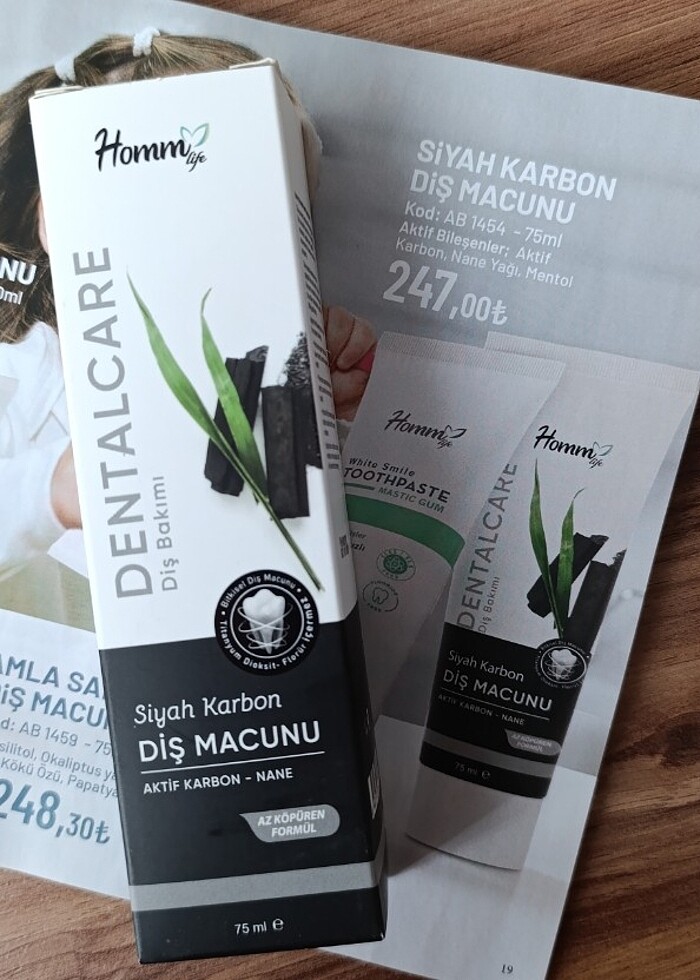 Homm
life
DENTALCARE
Diş Bakımı
• Bitkisel Diş Macunu •
Titanyum Dioksit- Florür İçermez
Siyah Karbon
DİŞ MACUNU
AKTİF KARBON - NANE
AZ KÖPÜREN
FORMÜL
75 ml ℮
SİYAH KARBON
DİŞ MACUNU
Kod: AB 1454 - 75ml
Aktif Bileşenler; Aktif
Karbon, Nane Yağı, Mentol
247,00₺
Homm
life
White Smile
TOOTHPASTE
MASTIC GUM
Homm
life
DENTALCARE
Diş Bakımı
Siyah Karbon
DİŞ MACUNU
AKTİF KARBON - NANE
AZ KÖPÜREN
FORMÜL
75 ml ℮
NU
0ml
AMLA SA
DİŞ MACU
d: AB 1459 - 75
silitol, Okaliptus ya
Kökü Özü, Papatya
248,30₺
19